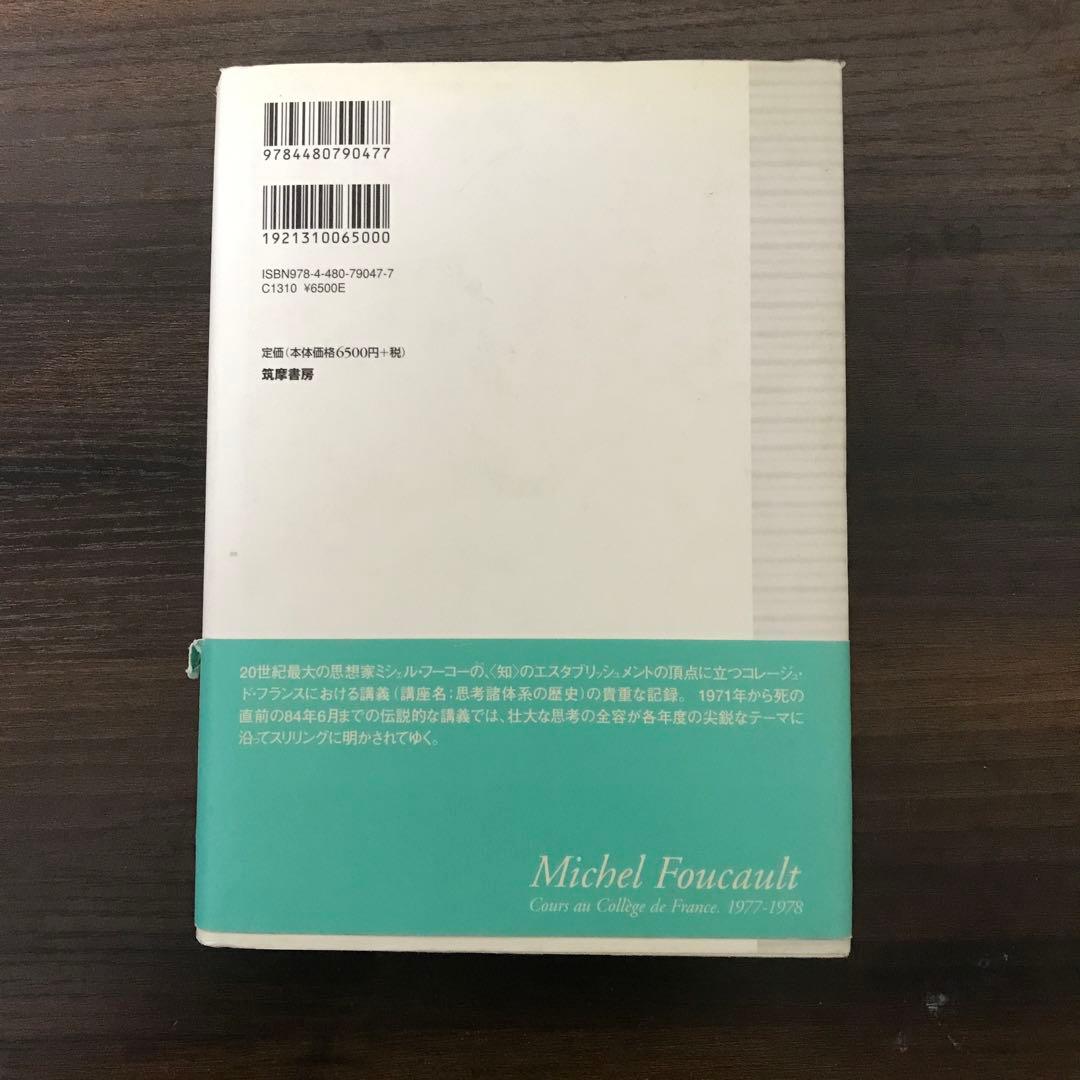 9784480790477
1921310065000
ISBN978-4-480-79047-7
C1310 ¥6500E
定価(本体価格6500円+税)
筑摩書房
20世紀最大の思想家ミシェル・フーコーの、〈知〉のエスタブリッシュメントの頂点に立つコレージュ・
ド・フランスにおける講義(講座名;思考諸体系の歴史)の貴重な記録。1971年から死の
直前の84年6月までの伝説的な講義では、壮大な思考の全容が各年度の尖鋭なテーマに
沿ってスリリングに明かされてゆく。
Michel Foucault
Cours au Collège de France. 1977-1978